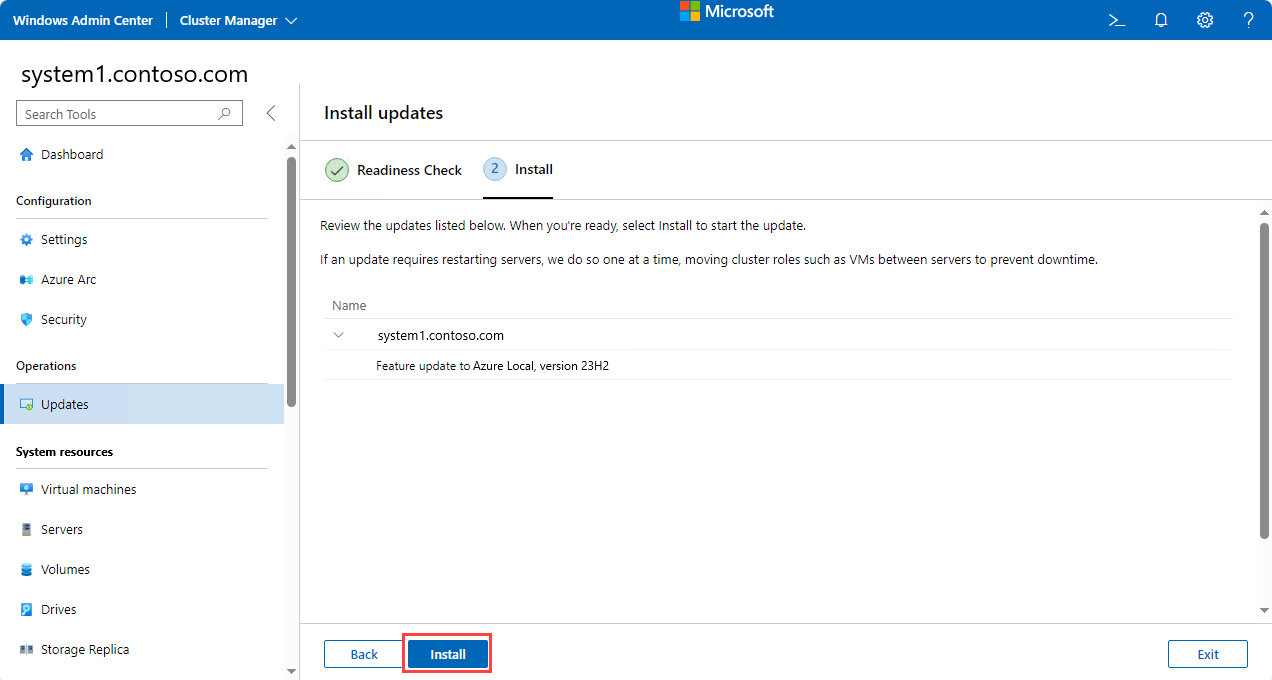 Windows Admin Center
Cluster Manager
Microsoft
system1.contoso.com
Search Tools
Dashboard
Configuration
Settings
Azure Arc
Security
Operations
Updates
System resources
Virtual machines
Servers
Volumes
Drives
Storage Replica
Install updates
Readiness Check
2 Install
Review the updates listed below. When you're ready, select Install to start the update.
If an update requires restarting servers, we do so one at a time, moving cluster roles such as VMs between servers to prevent downtime.
Name
system1.contoso.com
Feature update to Azure Local, version 23H2
Back
Install
Exit